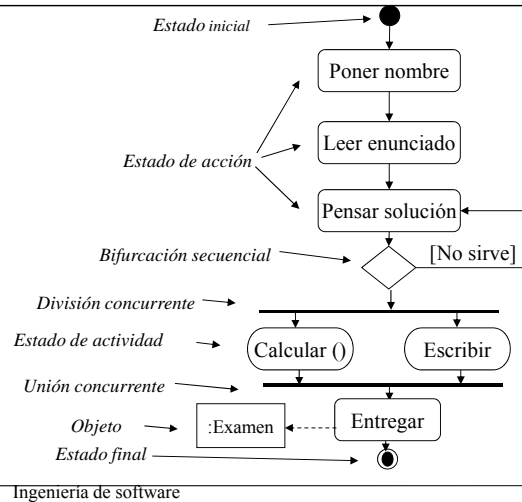 Estado inicial
Poner nombre
Leer enunciado
Estado de acción
Pensar solución
Bifurcación secuencial
[No sirve]
División concurrente
Estado de actividad
Calcular ()
Escribir
Unión concurrente
Objeto
:Examen
Entregar
Estado final
Ingeniería de software